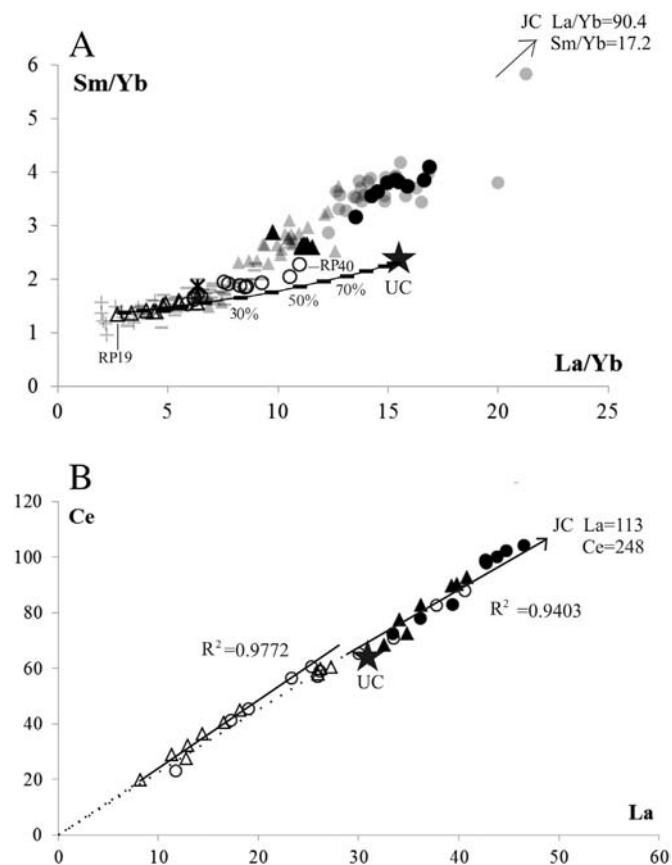 A
Sm/Yb
JC La/Yb=90.4
Sm/Yb=17.2
6
5
4
3
2
1
0
RP40
30%
50%
70%
UC
RP19
La/Yb
0
5
10
15
20
25
B
Ce
120
100
80
60
40
20
0
JC La=113
Ce=248
R² =0.9772
R² =0.9403
UC
La
0
10
20
30
40
50
60